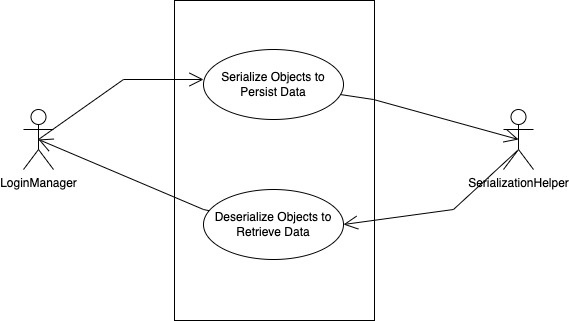 Serialize Objects to
Persist Data
LoginManager
SerializationHelper
Deserialize Objects to
Retrieve Data